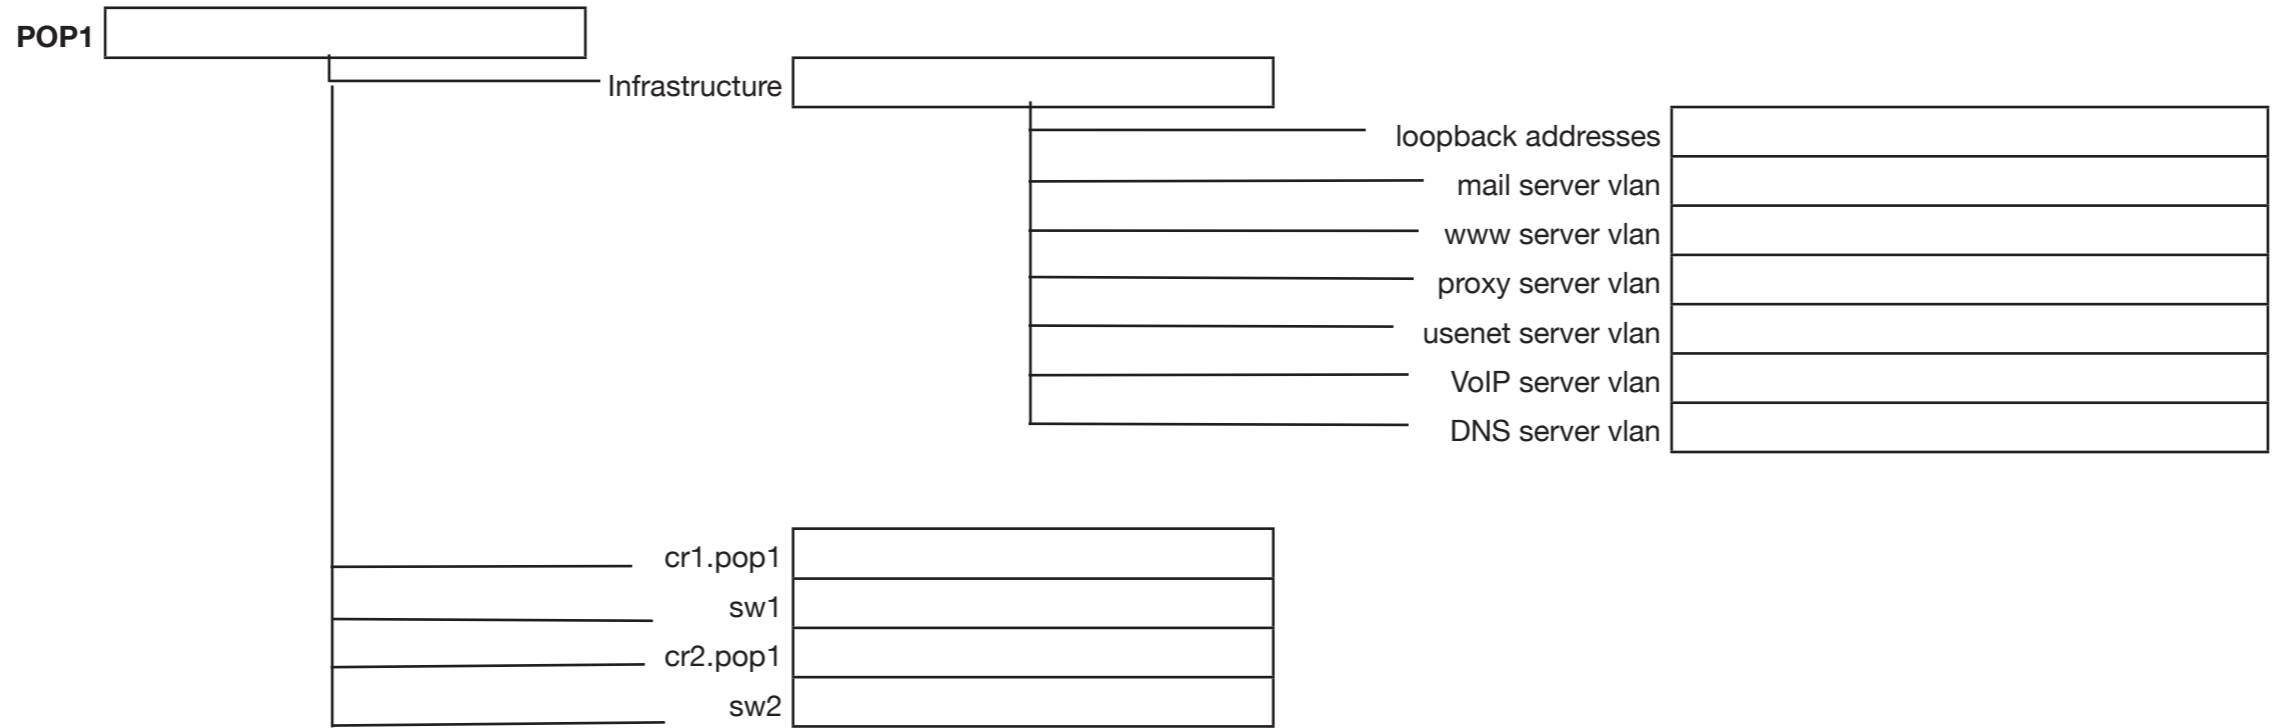 POP1
Infrastructure
loopback addresses
mail server vlan
www server vlan
proxy server vlan
usenet server vlan
VoIP server vlan
DNS server vlan
cr1.pop1
sw1
cr2.pop1
sw2